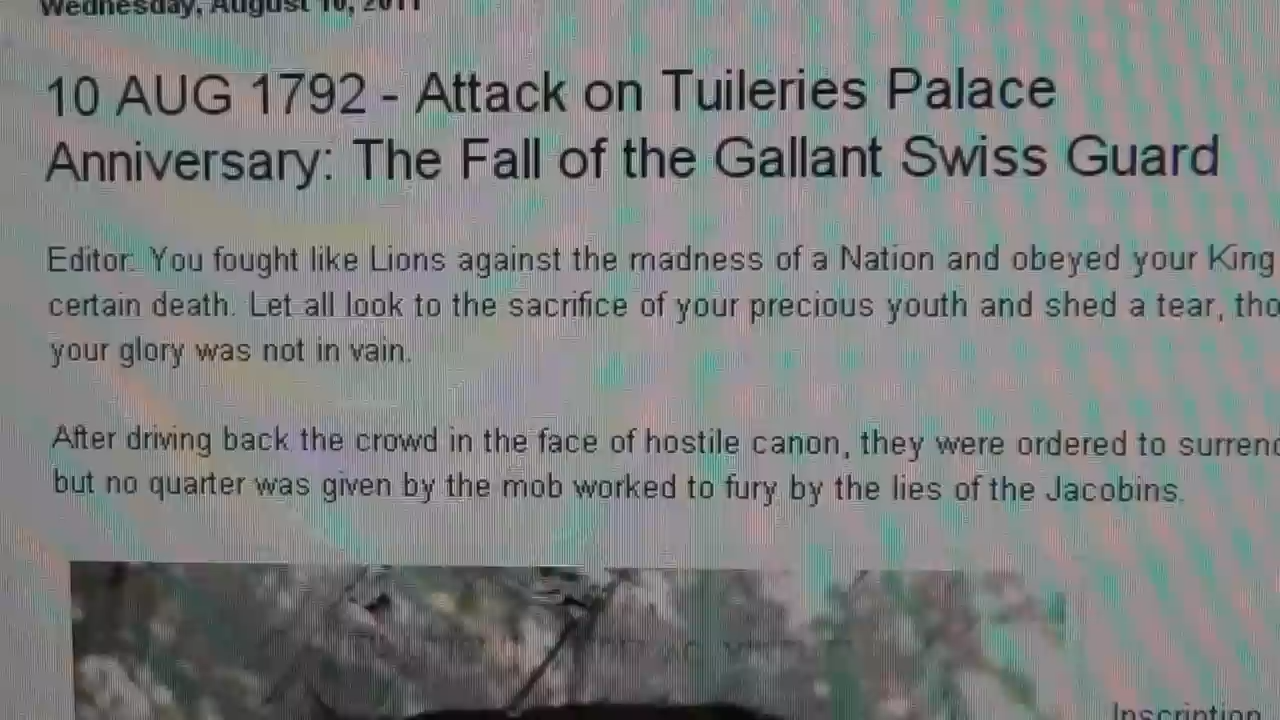 Wednesday, August 10, 2011
10 AUG 1792 - Attack on Tuileries Palace
Anniversary: The Fall of the Gallant Swiss Guard
Editor: You fought like Lions against the madness of a Nation and obeyed your King
certain death. Let all look to the sacrifice of your precious youth and shed a tear,
your glory was not in vain.
After driving back the crowd in the face of hostile canon, they were ordered to
but no quarter was given by the mob worked to fury by the lies of the Jacobins.
Inscription